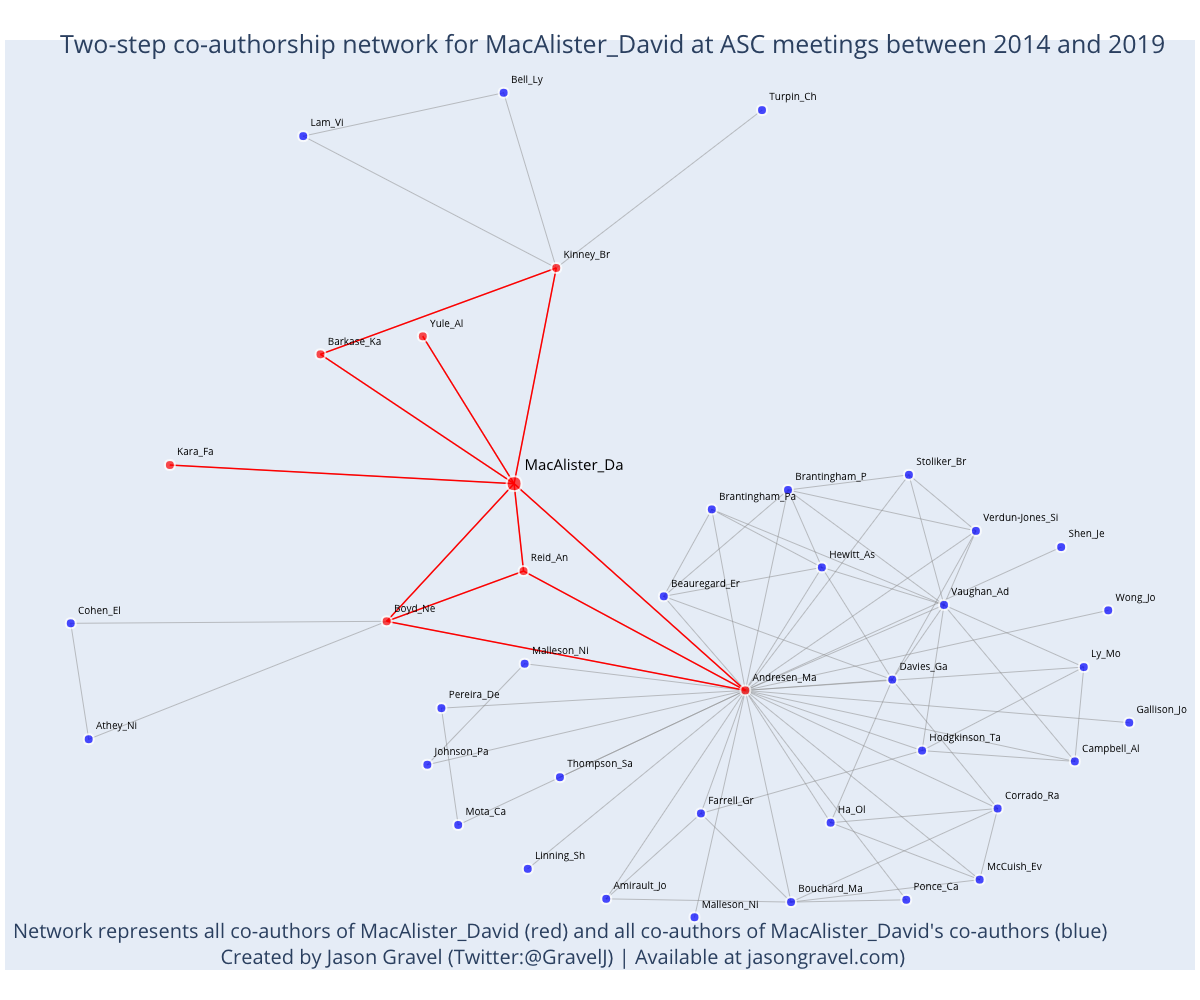 Two-step co-authorship network for MacAlister_David at ASC meetings between 2014 and 2019
Bell_Ly
Turpin_Ch
Lam_Vi
Kinney_Br
Yule_Al
Barkase_Ka
Kara_Fa
MacAlister_Da
Stoliker_Br
Brantingham_P
Brantingham_Pa
Verdun-Jones_Si
Shen_Je
Hewitt_As
Reid_An
Beauregard_Er
Vaughan_Ad
Wong_Jo
Cohen_El
Boyd_Ne
Malleson_Ni
Ly_Mo
Davies_Ga
Andresen_Ma
Pereira_De
Gallison_Jo
Athey_Ni
Hodgkinson_Ta
Campbell_Al
Johnson_Pa
Thompson_Sa
Corrado_Ra
Farrell_Gr
Ha_Ol
Mota_Ca
Linning_Sh
McCuish_Ev
Amirault_Jo
Bouchard_Ma
Ponce_Ca
Malleson_Ni
Network represents all co-authors of MacAlister_David (red) and all co-authors of MacAlister_David's co-authors (blue)
Created by Jason Gravel (Twitter:@GravelJ) | Available at jasongravel.com)